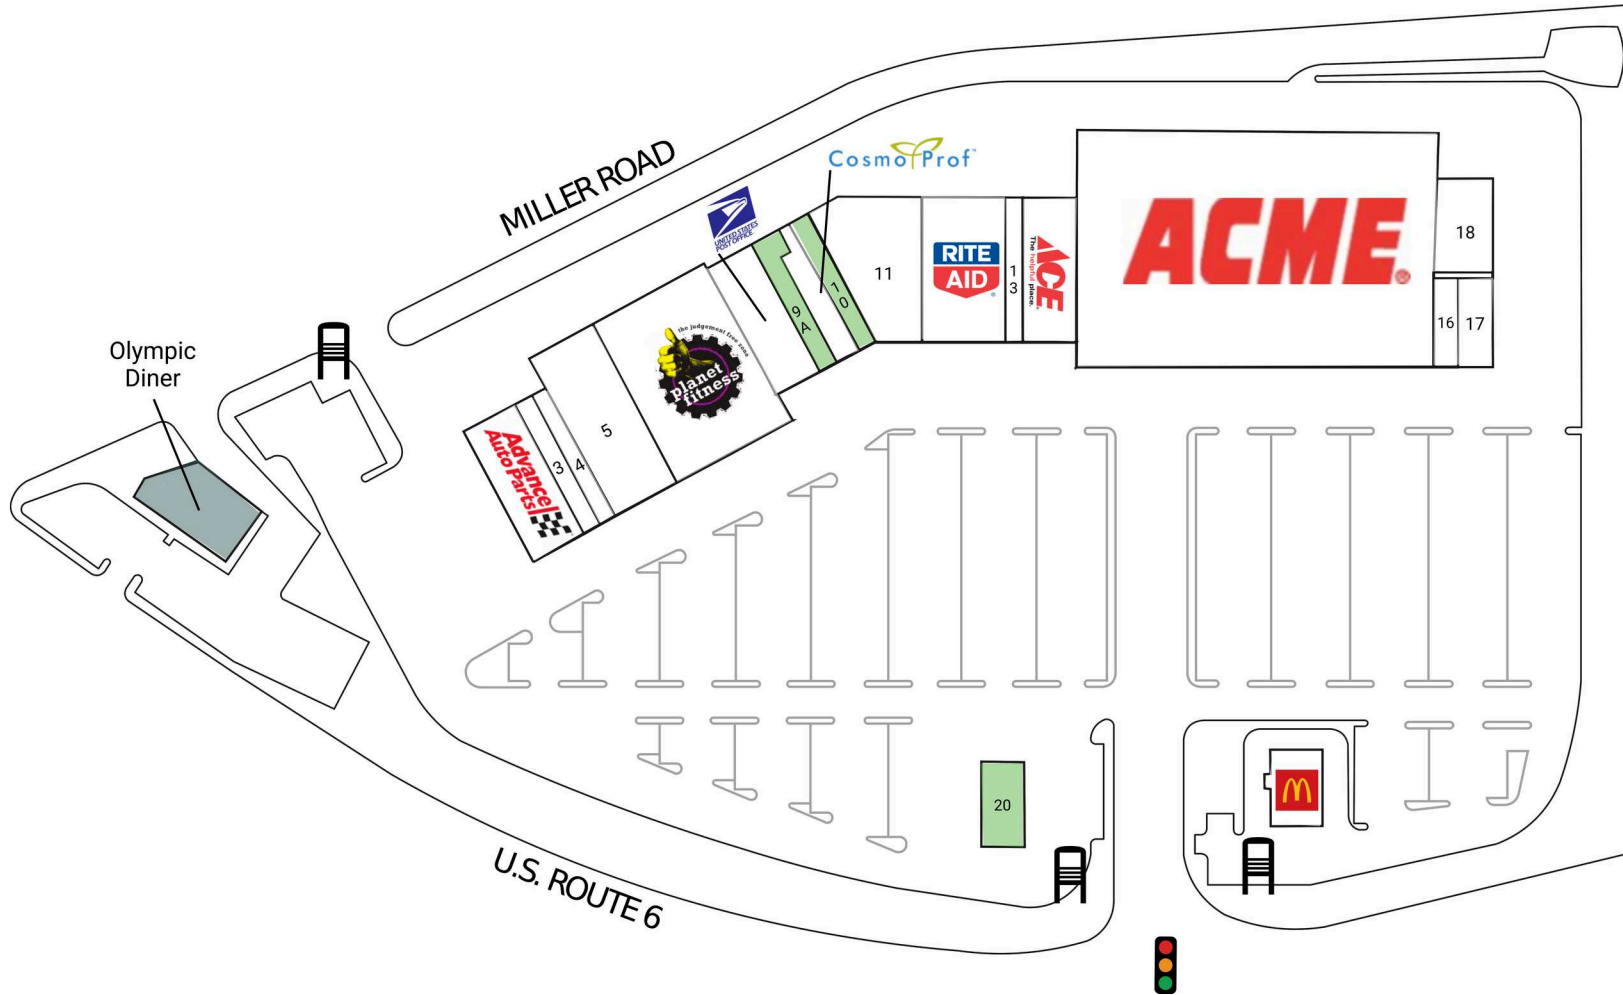 MILLER ROAD
CosmoProf
UNITED STATES
POST OFFICE
Olympic
Diner
Advance
Auto Parts
3
4
5
the judgement free zone
planet
fitness
9
A
1
0
11
RITE
AID
1
3
ACE
The helpful place.
ACME
18
16
17
20
U.S. ROUTE 6